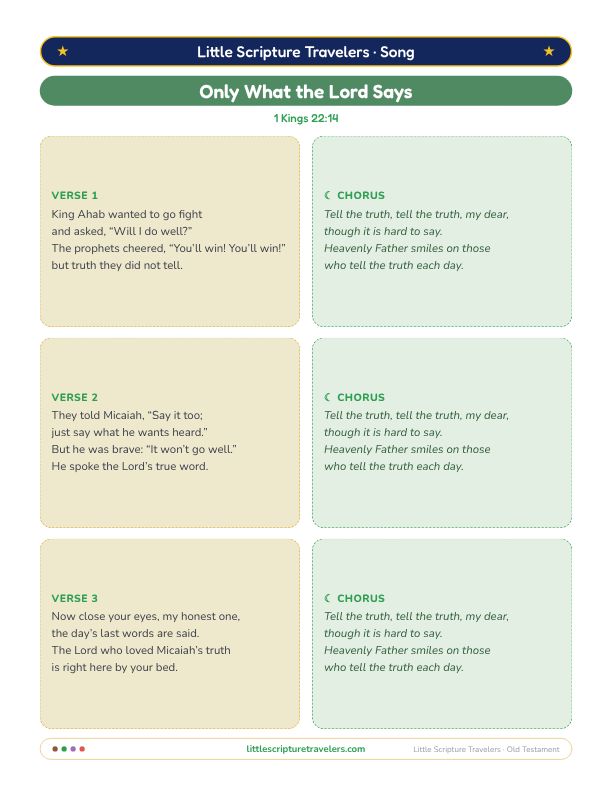 ★ Little Scripture Travelers · Song ★
Only What the Lord Says
1 Kings 22:14
VERSE 1
King Ahab wanted to go fight
and asked, “Will I do well?”
The prophets cheered, “You’ll win! You’ll win!”
but truth they did not tell.
☾ CHORUS
Tell the truth, tell the truth, my dear,
though it is hard to say.
Heavenly Father smiles on those
who tell the truth each day.
VERSE 2
They told Micaiah, “Say it too;
just say what he wants heard.”
But he was brave: “It won’t go well.”
He spoke the Lord’s true word.
☾ CHORUS
Tell the truth, tell the truth, my dear,
though it is hard to say.
Heavenly Father smiles on those
who tell the truth each day.
VERSE 3
Now close your eyes, my honest one,
the day’s last words are said.
The Lord who loved Micaiah’s truth
is right here by your bed.
☾ CHORUS
Tell the truth, tell the truth, my dear,
though it is hard to say.
Heavenly Father smiles on those
who tell the truth each day.
littlescripturetravelers.com
Little Scripture Travelers · Old Testament